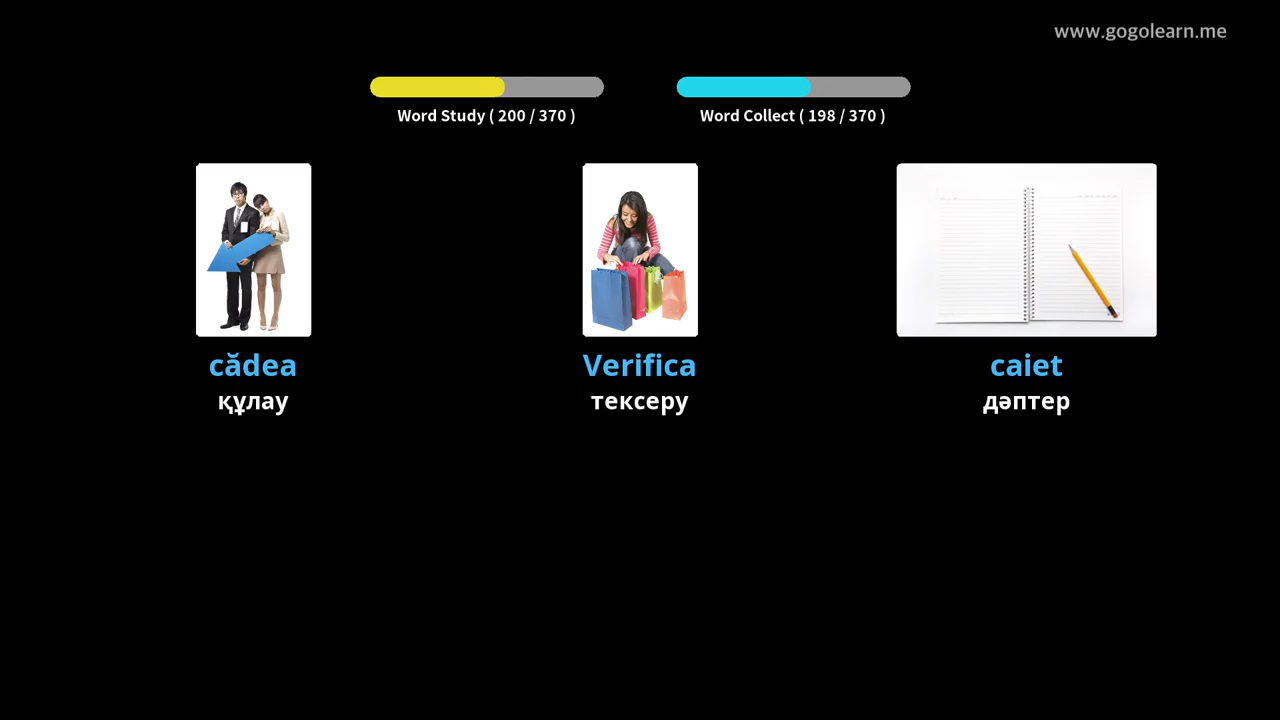 www.gogolearn.me
Word Study ( 200 / 370 )
Word Collect ( 198 / 370 )
cădea
құлау
Verifica
тексеру
caiet
дәптер